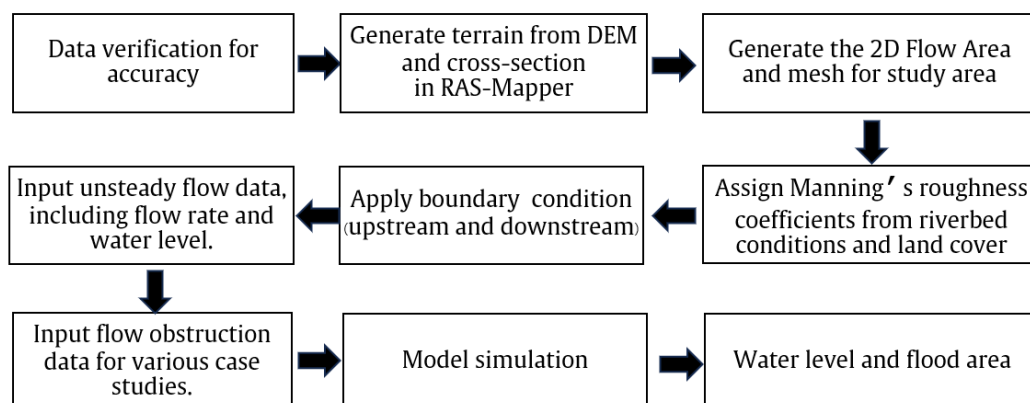 Data verification for
accuracy
Generate terrain from DEM
and cross-section
in RAS-Mapper
Generate the 2D Flow Area
and mesh for study area
Assign Manning′s roughness
coefficients from riverbed
conditions and land cover
Apply boundary condition
(upstream and downstream)
Input unsteady flow data,
including flow rate and
water level.
Input flow obstruction
data for various case
studies.
Model simulation
Water level and flood area